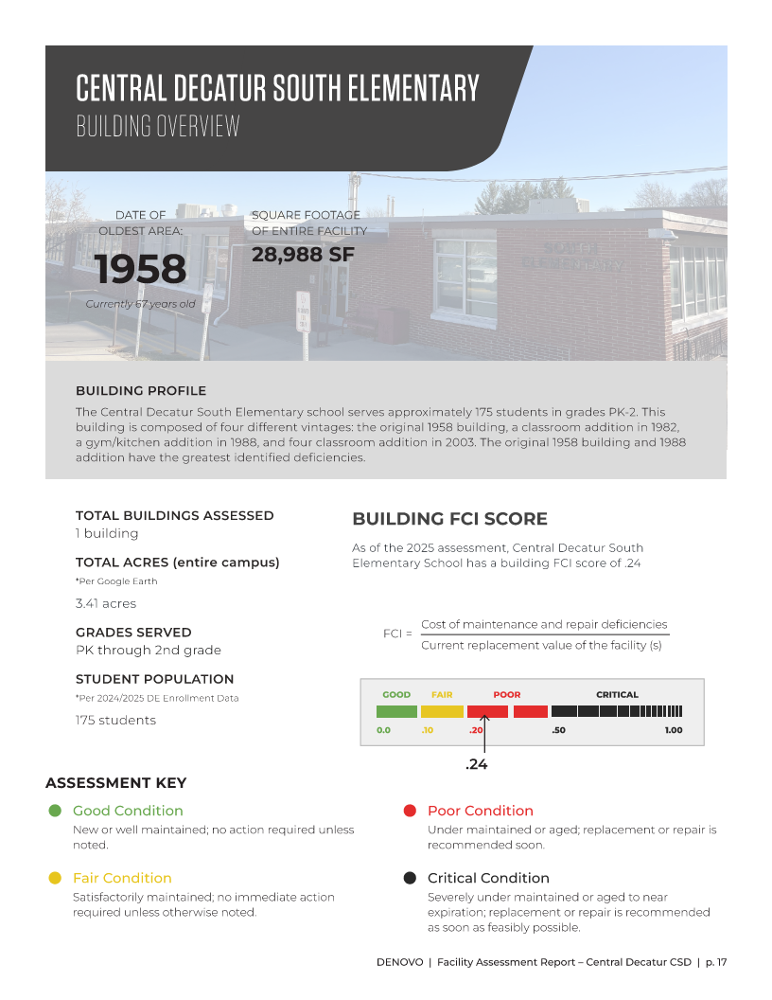 CENTRAL DECATUR SOUTH ELEMENTARY
BUILDING OVERVIEW
DATE OF
OLDEST AREA:
1958
Currently 67 years old
SQUARE FOOTAGE
OF ENTIRE FACILITY
28,988 SF
SOUTH
ELEMENTARY
BUILDING PROFILE
The Central Decatur South Elementary school serves approximately 175 students in grades PK-2. This
building is composed of four different vintages: the original 1958 building, a classroom addition in 1982,
a gym/kitchen addition in 1988, and four classroom addition in 2003. The original 1958 building and 1988
addition have the greatest identified deficiencies.
TOTAL BUILDINGS ASSESSED
1 building
TOTAL ACRES (entire campus)
*Per Google Earth
3.41 acres
GRADES SERVED
PK through 2nd grade
STUDENT POPULATION
*Per 2024/2025 DE Enrollment Data
175 students
BUILDING FCI SCORE
As of the 2025 assessment, Central Decatur South
Elementary School has a building FCI score of .24
FCI =
Cost of maintenance and repair deficiencies
Current replacement value of the facility (s)
GOOD FAIR POOR CRITICAL
0.0 .10 .20 .50 1.00
.24
ASSESSMENT KEY
Good Condition
New or well maintained; no action required unless
noted.
Fair Condition
Satisfactorily maintained; no immediate action
required unless otherwise noted.
Poor Condition
Under maintained or aged; replacement or repair is
recommended soon.
Critical Condition
Severely under maintained or aged to near
expiration; replacement or repair is recommended
as soon as feasibly possible.
DENOVO | Facility Assessment Report – Central Decatur CSD | p. 17